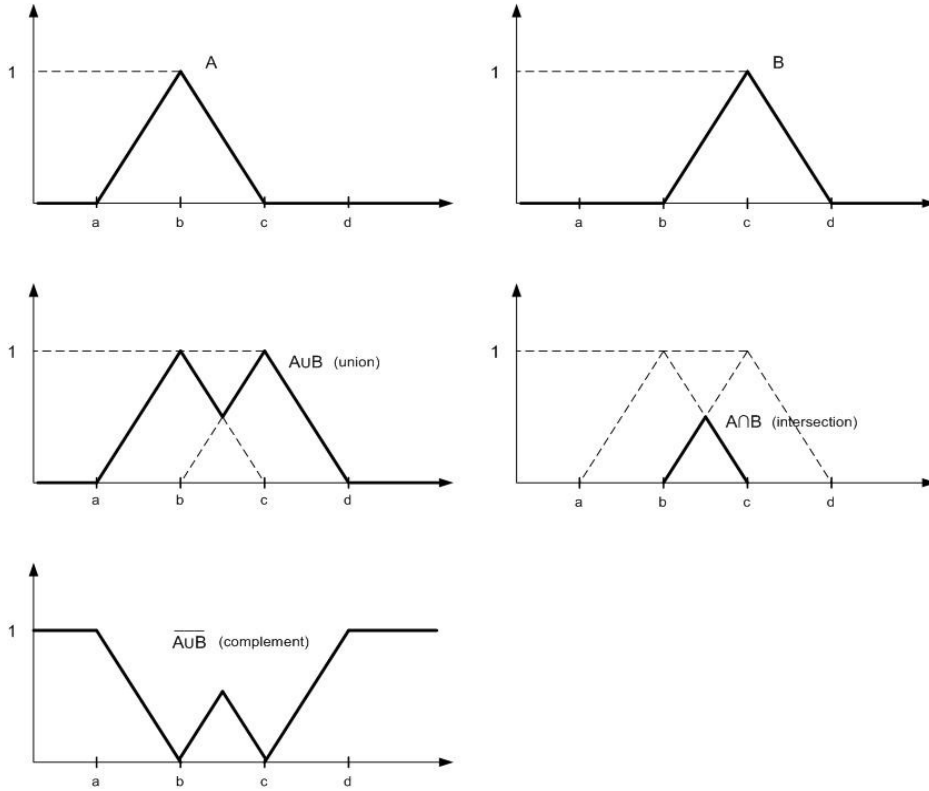 1
A
a b c d
1
B
a b c d
1
A∪B (union)
a b c d
1
A∩B (intersection)
a b c d
1
A̅∪̅B̅ (complement)
a b c d